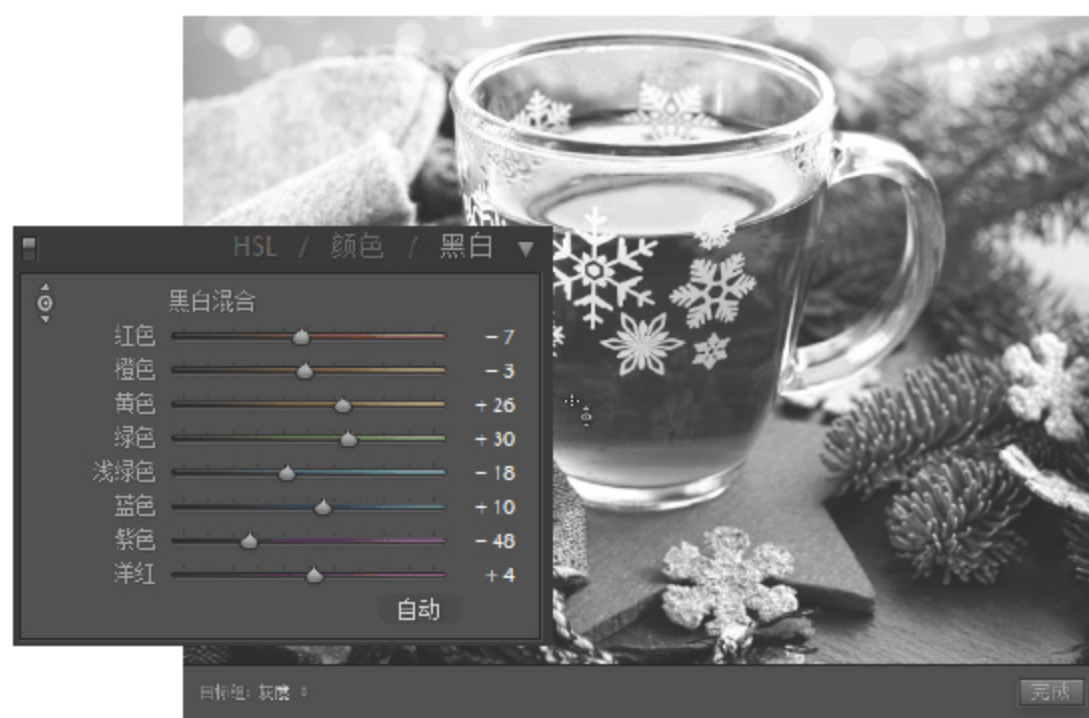 HSL / 颜色 / 黑白
黑白混合
红色 -7
橙色 -3
黄色 +26
绿色 +30
浅绿色 -18
蓝色 +10
紫色 -48
洋红 +4
自动
目标组: 灰度
完成